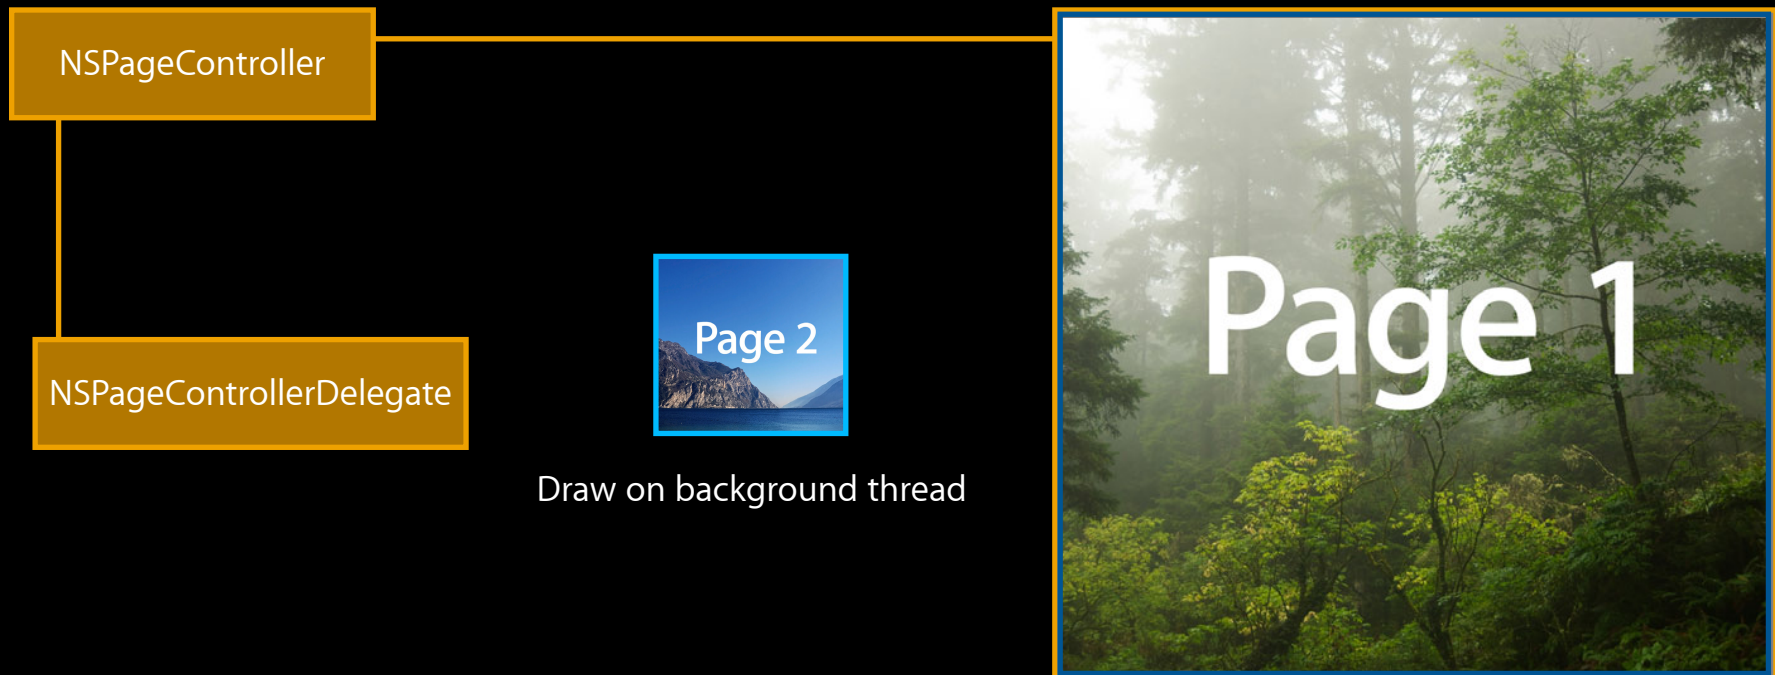 NSPageController
NSPageControllerDelegate
Page 2
Draw on background thread
Page 1